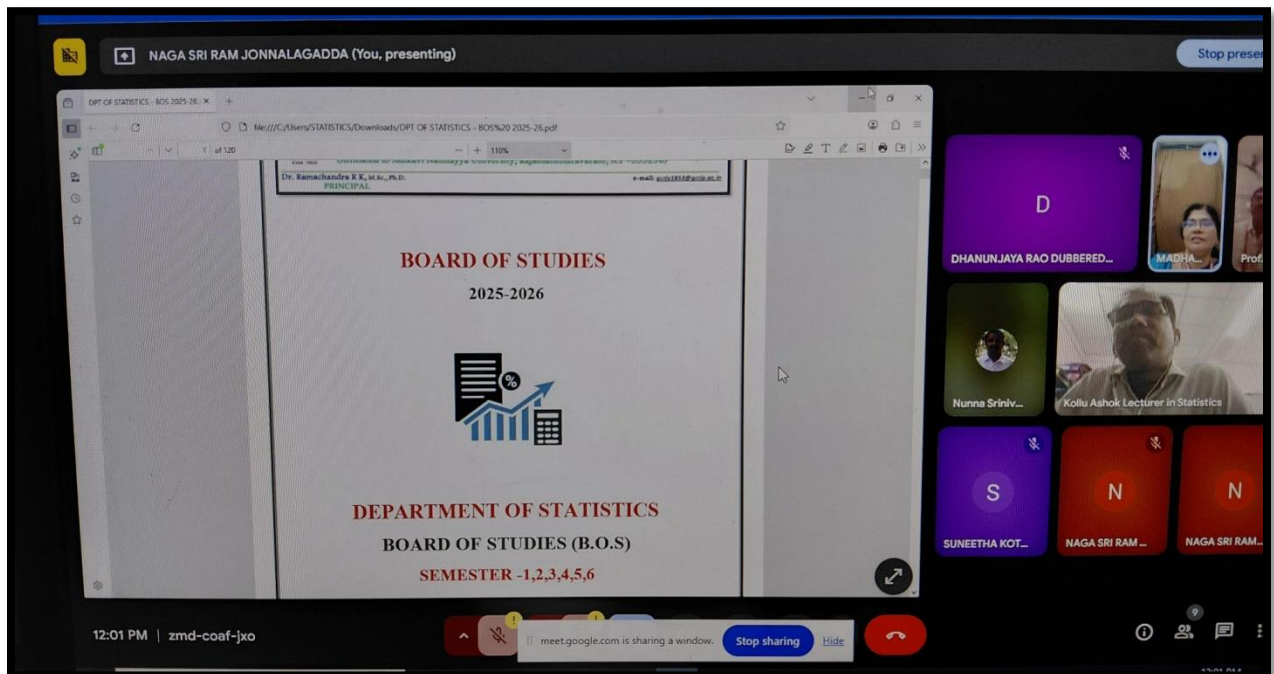 NAGA SRI RAM JONNALAGADDA (You, presenting)
Stop prese
DPT OF STATISTICS - BOS 2025-26
file:///C:/Users/STATISTICS/Downloads/DPT OF STATISTICS - BOS%20 2025-26.pdf
1 of 120
110%
Dr. Ramachandra R K, M.Sc., Ph.D.
PRINCIPAL
e-mail:
BOARD OF STUDIES
2025-2026
%
DEPARTMENT OF STATISTICS
BOARD OF STUDIES (B.O.S)
SEMESTER -1,2,3,4,5,6
D
DHANUNJAYA RAO DUBBERED...
MADHA...
Prof.
Nunna Sriniv...
Kollu Ashok Lecturer in Statistics
S
SUNEETHA KOT...
N
NAGA SRI RAM ...
N
NAGA SRI RAM...
12:01 PM | zmd-coaf-jxo
meet.google.com is sharing a window.
Stop sharing
Hide
9